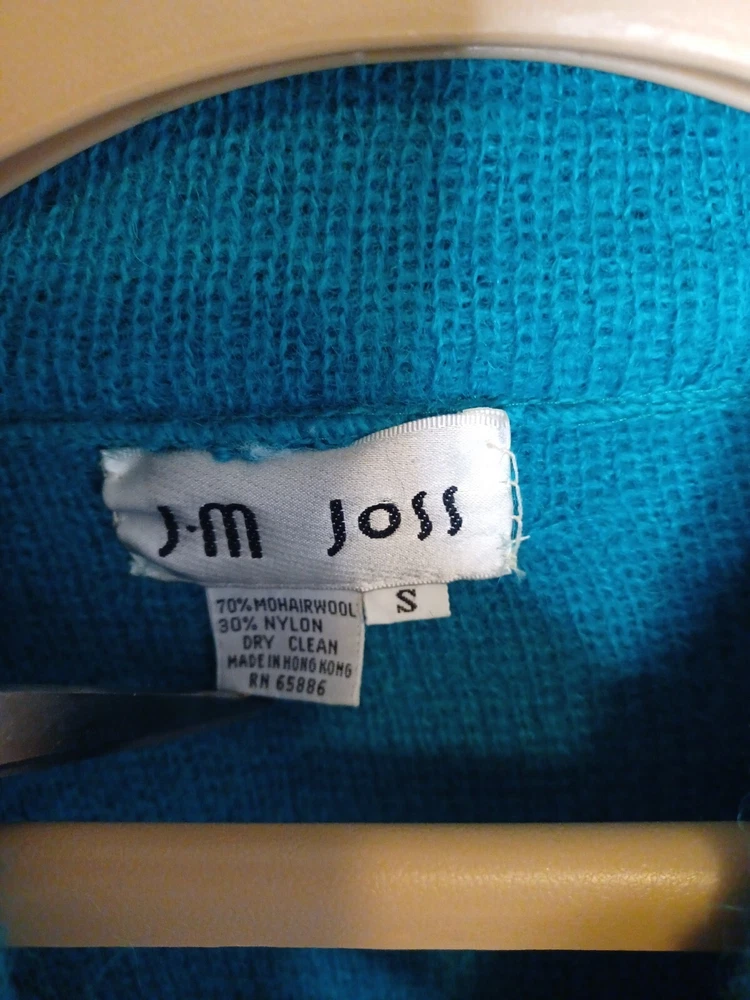 J·M JOSS
S
70% MOHAIRWOOL
30% NYLON
DRY CLEAN
MADE IN HONG KONG
RN 65886